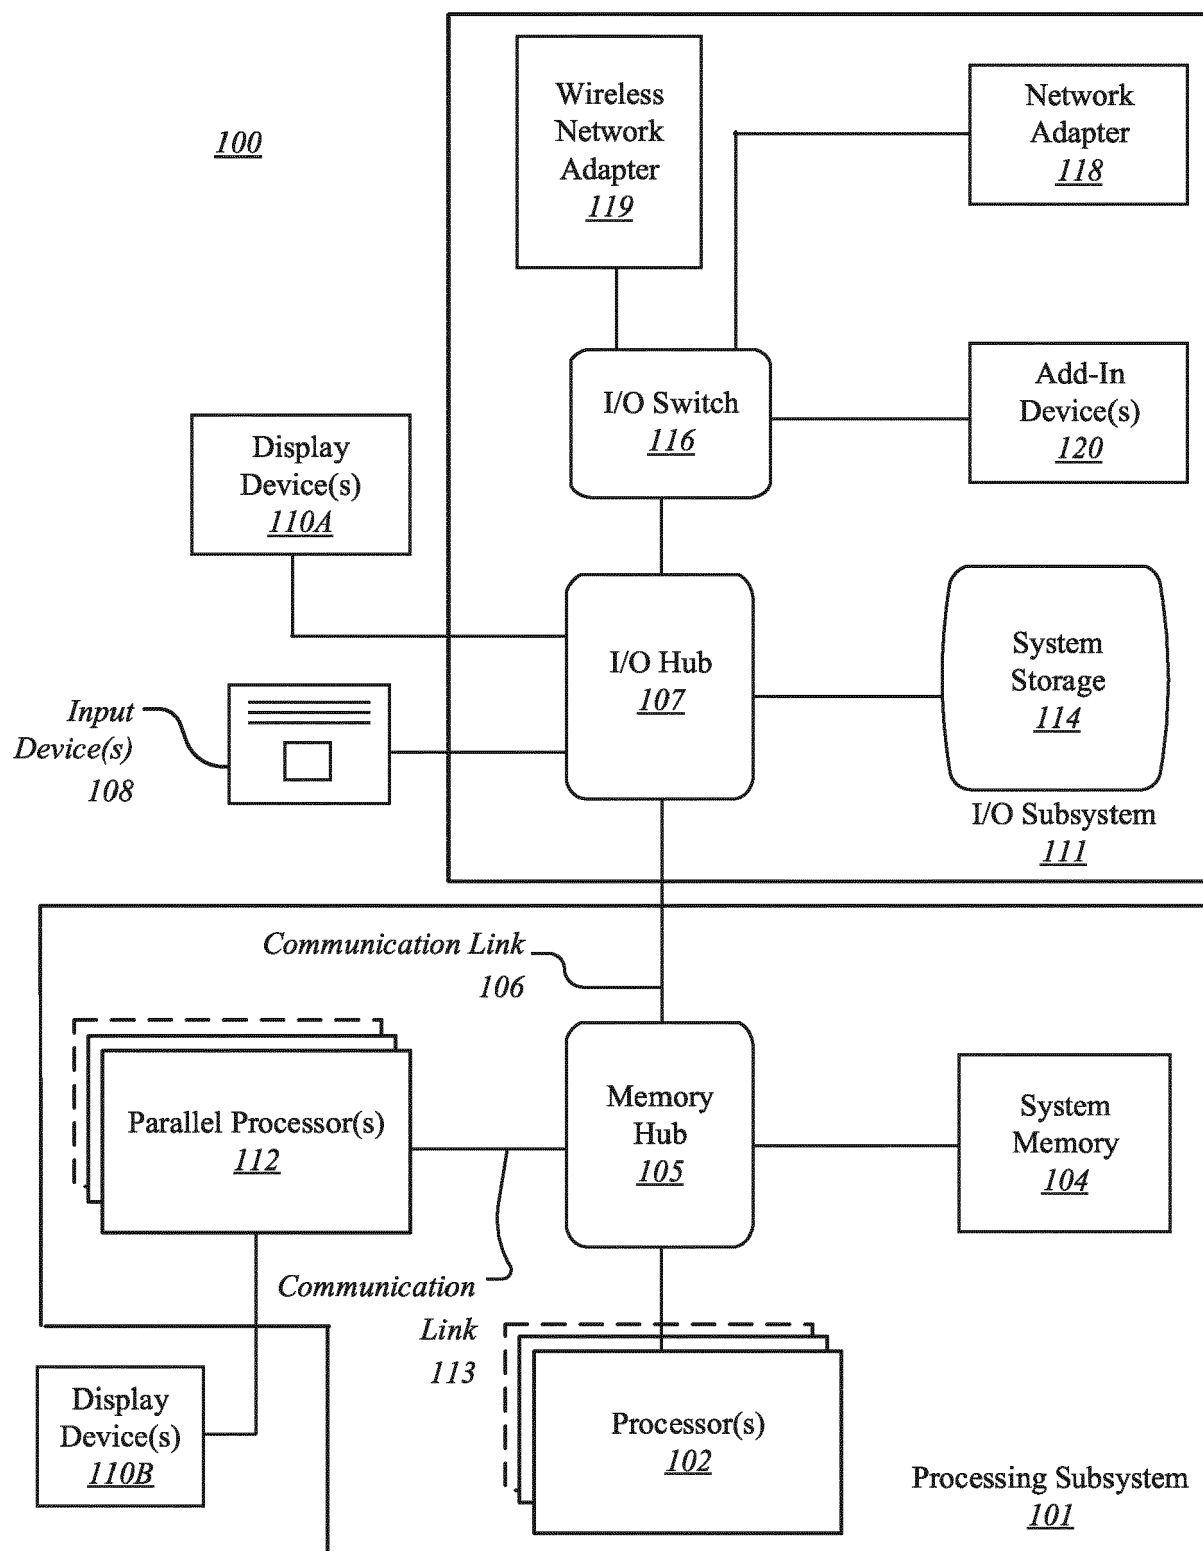 100
Wireless
Network
Adapter
119
Network
Adapter
118
I/O Switch
116
Add-In
Device(s)
120
Display
Device(s)
110A
I/O Hub
107
System
Storage
114
Input
Device(s)
108
I/O Subsystem
111
Communication Link
106
Parallel Processor(s)
112
Memory
Hub
105
System
Memory
104
Communication
Link
113
Display
Device(s)
110B
Processor(s)
102
Processing Subsystem
101